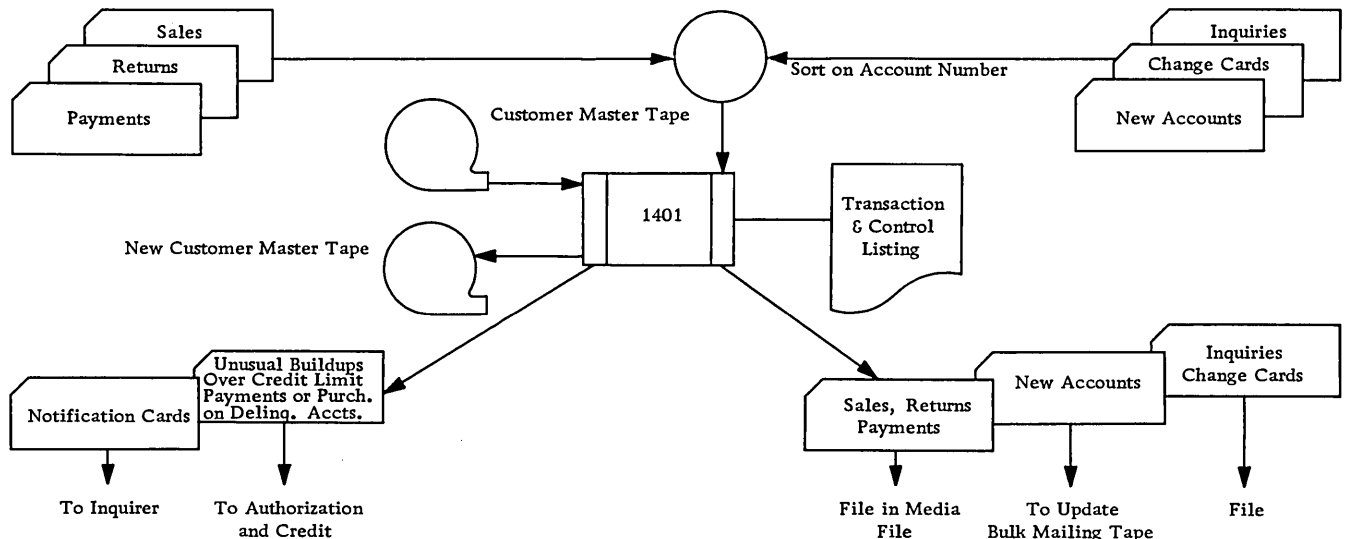 Sales
Returns
Payments
Inquiries
Change Cards
New Accounts
Sort on Account Number
Customer Master Tape
1401
Transaction
& Control
Listing
New Customer Master Tape
Unusual Buildups
Over Credit Limit
Payments or Purch.
on Delinq. Accts.
Notification Cards
Sales, Returns
Payments
New Accounts
Inquiries
Change Cards
To Inquirer
To Authorization
and Credit
File in Media
File
To Update
Bulk Mailing Tape
File